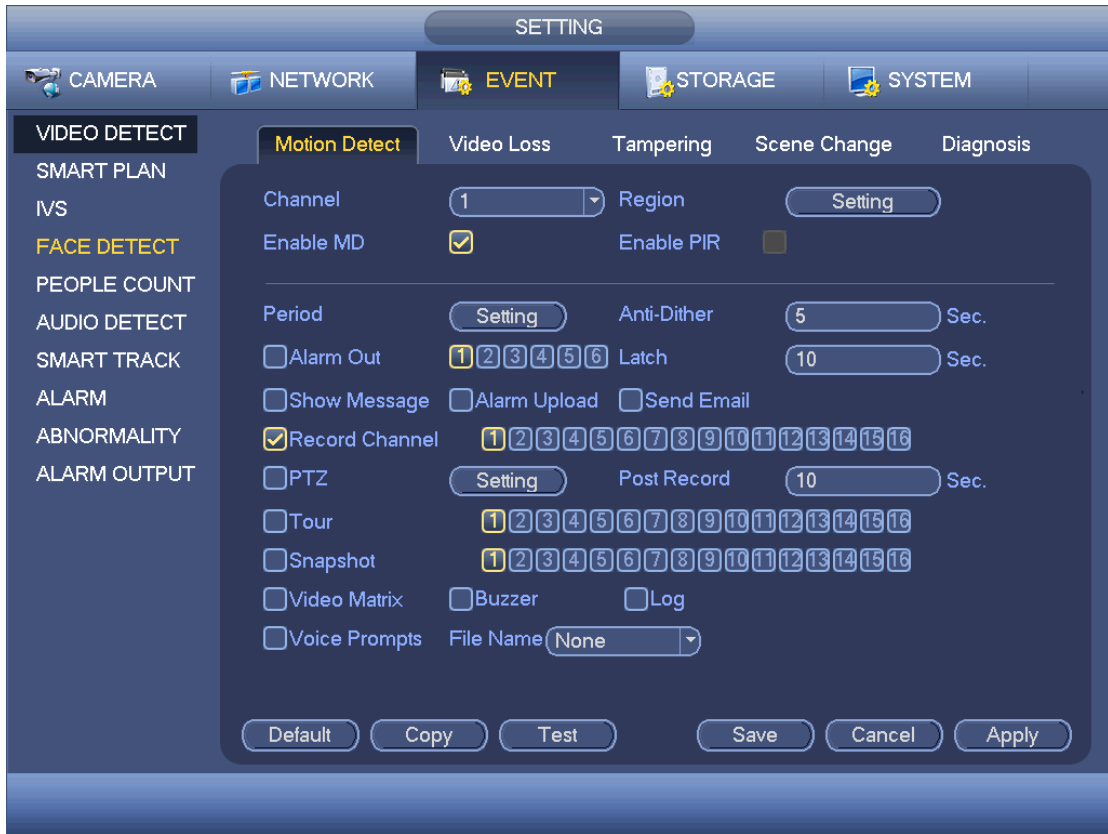 SETTING
CAMERA NETWORK EVENT STORAGE SYSTEM
VIDEO DETECT
SMART PLAN
IVS
FACE DETECT
PEOPLE COUNT
AUDIO DETECT
SMART TRACK
ALARM
ABNORMALITY
ALARM OUTPUT
Motion Detect Video Loss Tampering Scene Change Diagnosis
Channel 1 Region Setting
Enable MD Enable PIR
Period Setting Anti-Dither 5 Sec.
Alarm Out 1 2 3 4 5 6 Latch 10 Sec.
Show Message Alarm Upload Send Email
Record Channel 1 2 3 4 5 6 7 8 9 10 11 12 13 14 15 16
PTZ Setting Post Record 10 Sec.
Tour 1 2 3 4 5 6 7 8 9 10 11 12 13 14 15 16
Snapshot 1 2 3 4 5 6 7 8 9 10 11 12 13 14 15 16
Video Matrix Buzzer Log
Voice Prompts File Name None
Default Copy Test Save Cancel Apply